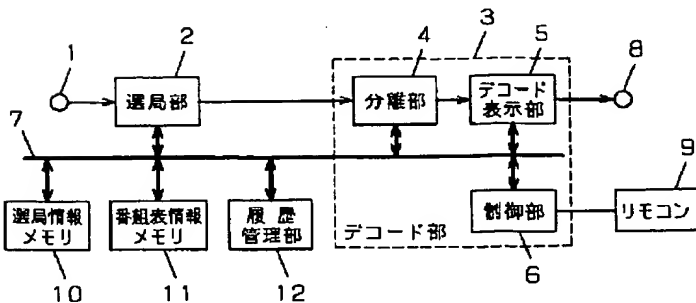 3
4
5
8
2
1
選局部
分離部
デコード
表示部
7
9
選局情報
メモリ
番組表情報
メモリ
履歴
管理部
制御部
リモコン
デコード部
10
11
12
6